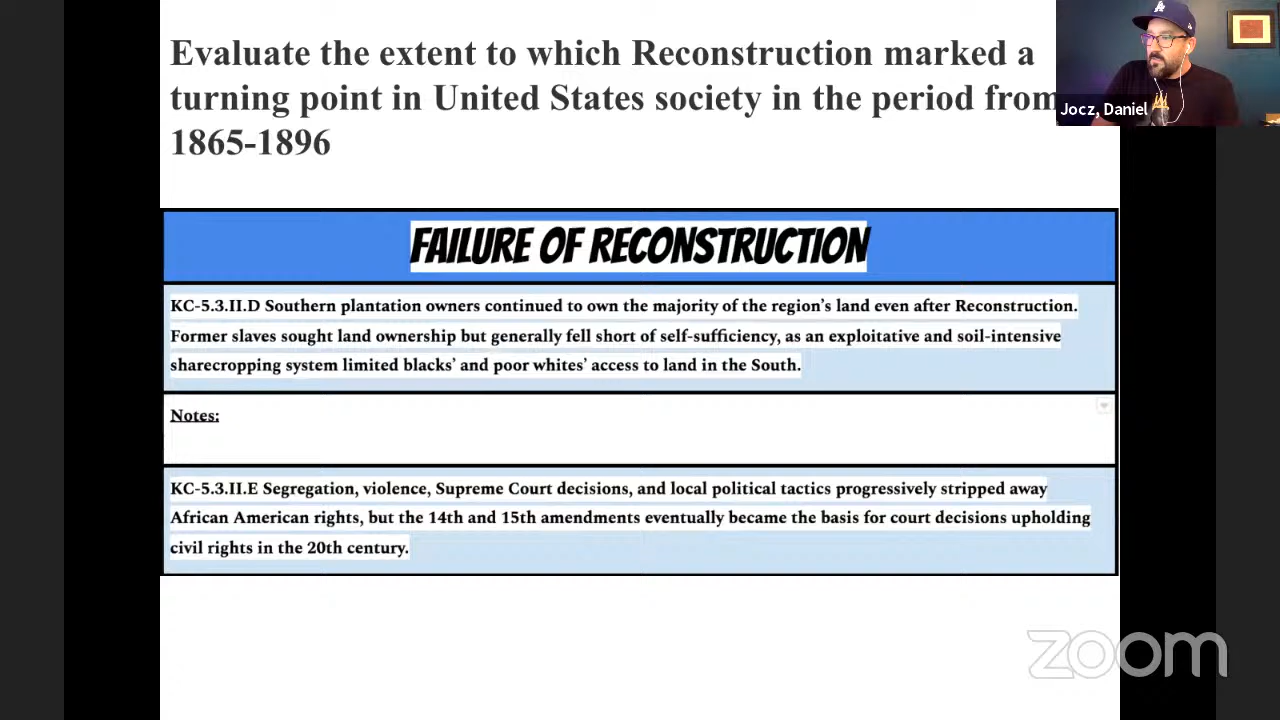 Evaluate the extent to which Reconstruction marked a
turning point in United States society in the period from
1865-1896
Jocz, Daniel
FAILURE OF RECONSTRUCTION
KC-5.3.II.D Southern plantation owners continued to own the majority of the region's land even after Reconstruction.
Former slaves sought land ownership but generally fell short of self-sufficiency, as an exploitative and soil-intensive
sharecropping system limited blacks' and poor whites' access to land in the South.
Notes:
KC-5.3.II.E Segregation, violence, Supreme Court decisions, and local political tactics progressively stripped away
African American rights, but the 14th and 15th amendments eventually became the basis for court decisions upholding
civil rights in the 20th century.
zoom